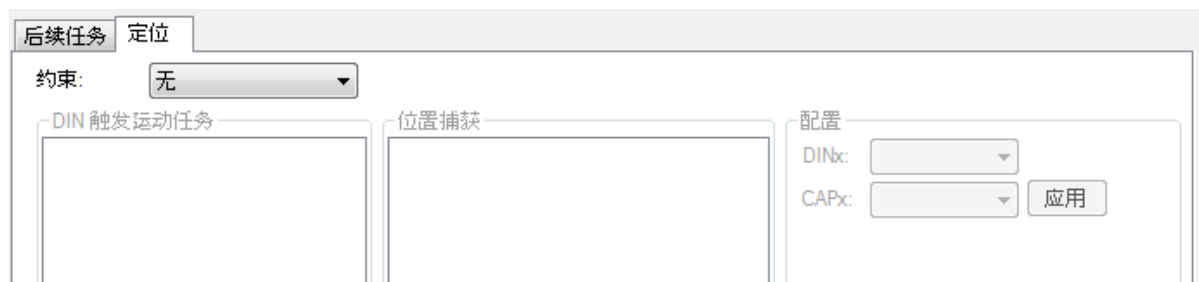 后续任务 定位
约束: 无
DIN 触发运动任务 位置捕获 配置
DINx:
CAPx: 应用